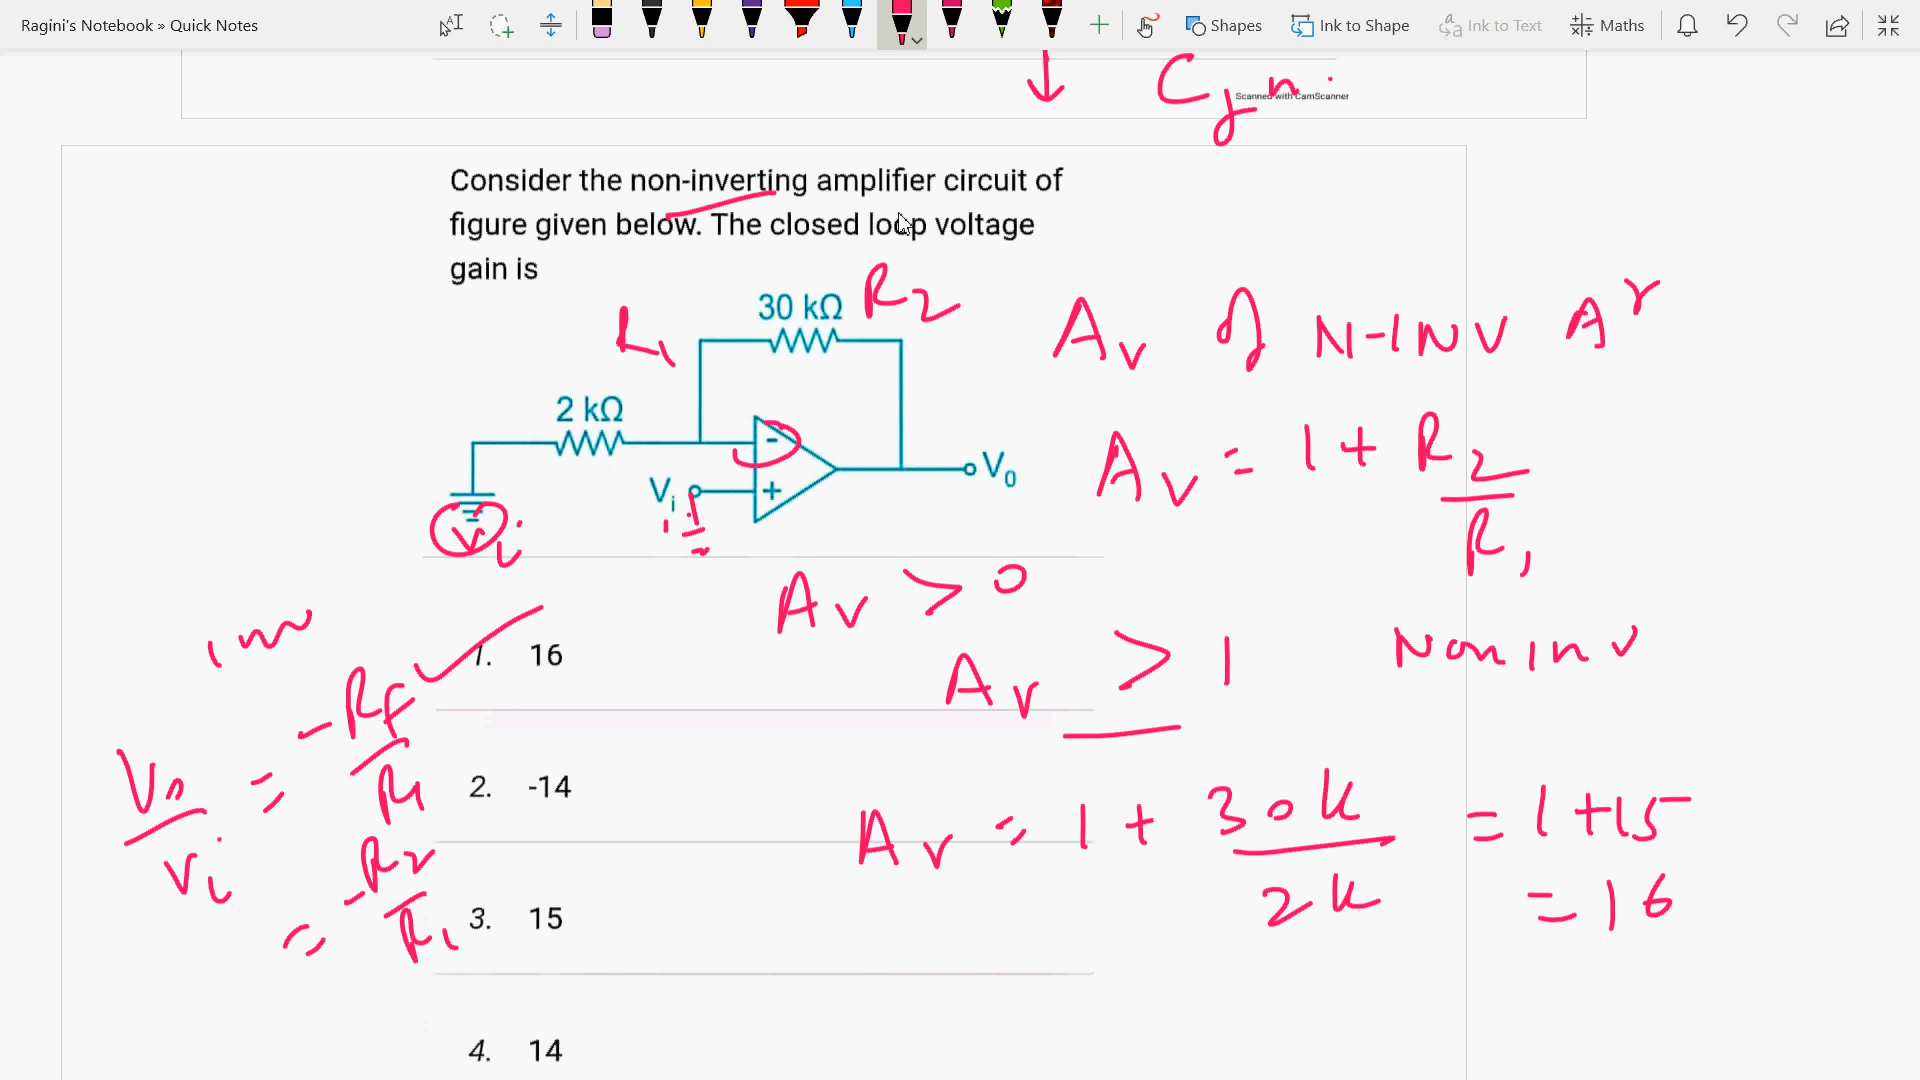 Ragini's Notebook » Quick Notes
Shapes
Ink to Shape
Ink to Text
Maths
Scanned with CamScanner
Consider the non-inverting amplifier circuit of
figure given below. The closed loop voltage
gain is
R1
30 kΩ
R2
2 kΩ
-
+
Vi
V0
Vi
Av of N-INV Ar
Av = 1 + R2/R1
Av > 0
Av > 1
Non inv
inv
V0/Vi = -Rf/R1
= -R2/R1
Av = 1 + 30k/2k = 1+15
= 16
1. 16
2. -14
3. 15
4. 14